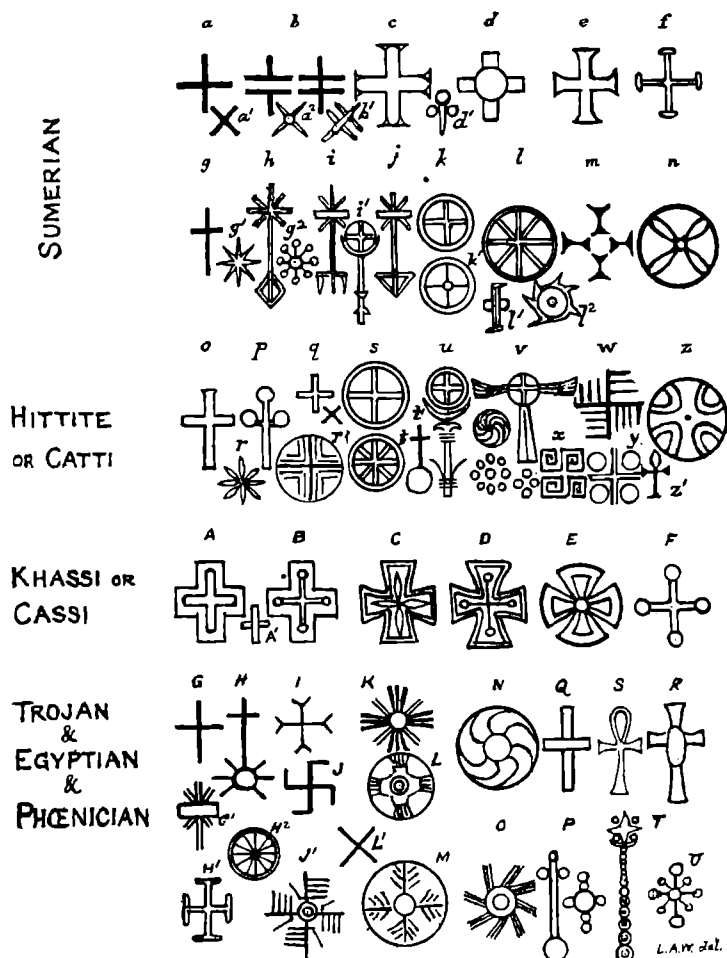 a b c d e f
a' a² b' d'
SUMERIAN
g h i j k l m n
g' g² i' k' l' l²
HITTITE
OR CATTI
o p q s u v w z
r r' t t' x y z'
KHASSI OR
CASSI
A B C D E F
A'
TROJAN
&
EGYPTIAN
&
PHŒNICIAN
G H I K N Q S R
J L
G' H² L'
H' J' M O P T U
L.A.W. del.